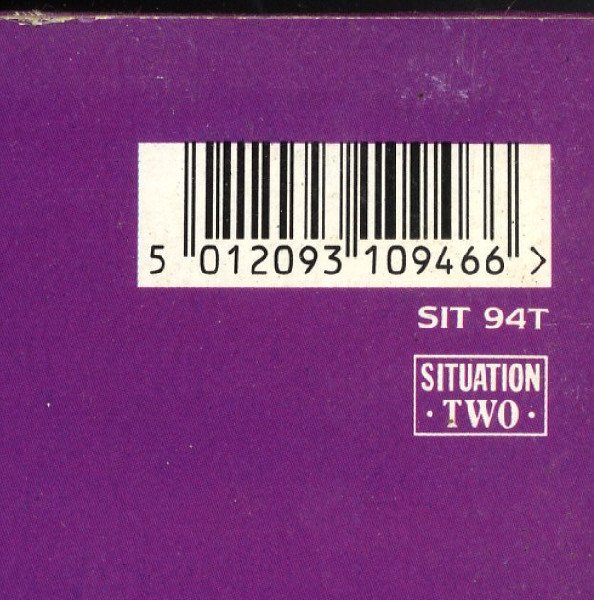 5 012093 109466 >
SIT 94T
SITUATION
· TWO ·